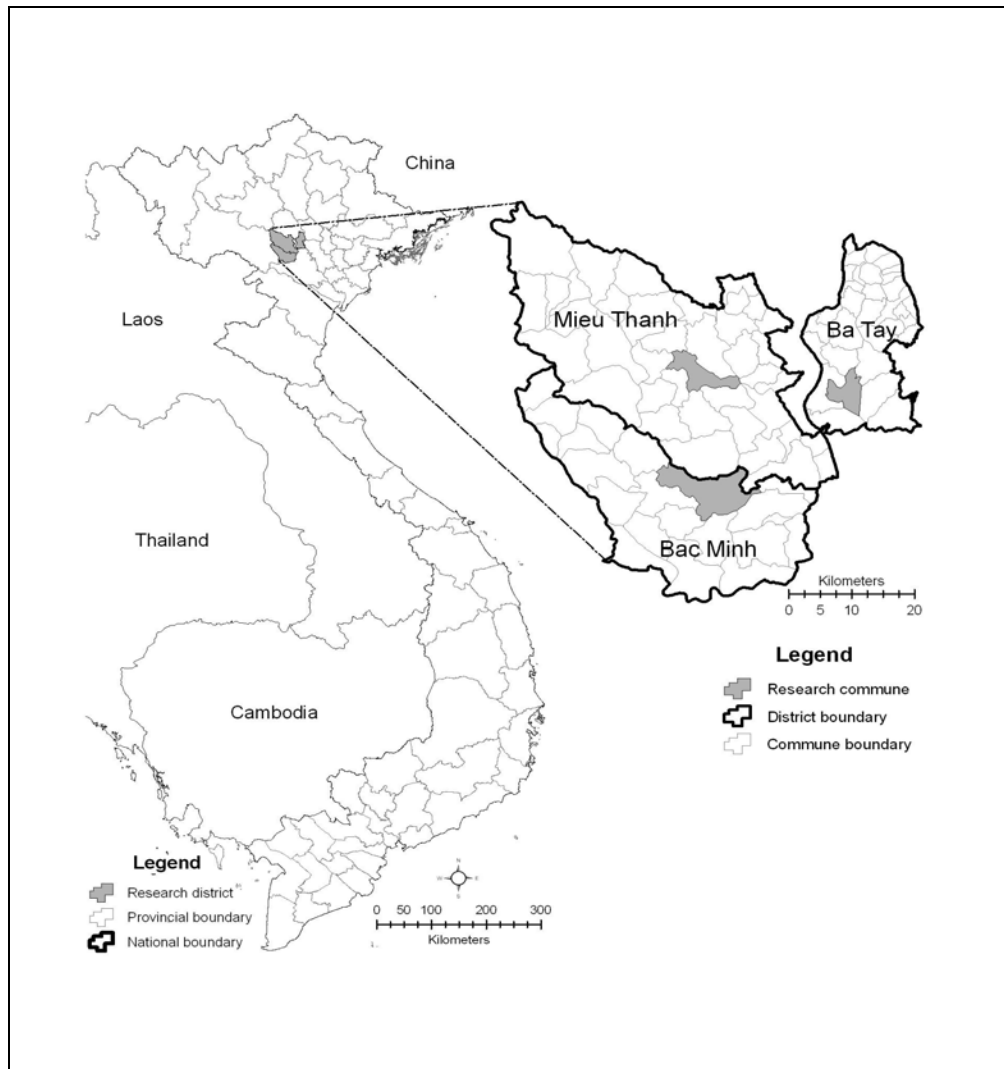 China
Laos
Thailand
Cambodia
Mieu Thanh
Ba Tay
Bac Minh
Kilometers
0 5 10 20
Legend
Research commune
District boundary
Commune boundary
Legend
Research district
Provincial boundary
National boundary
N
W E
S
0 50 100 200 300
Kilometers